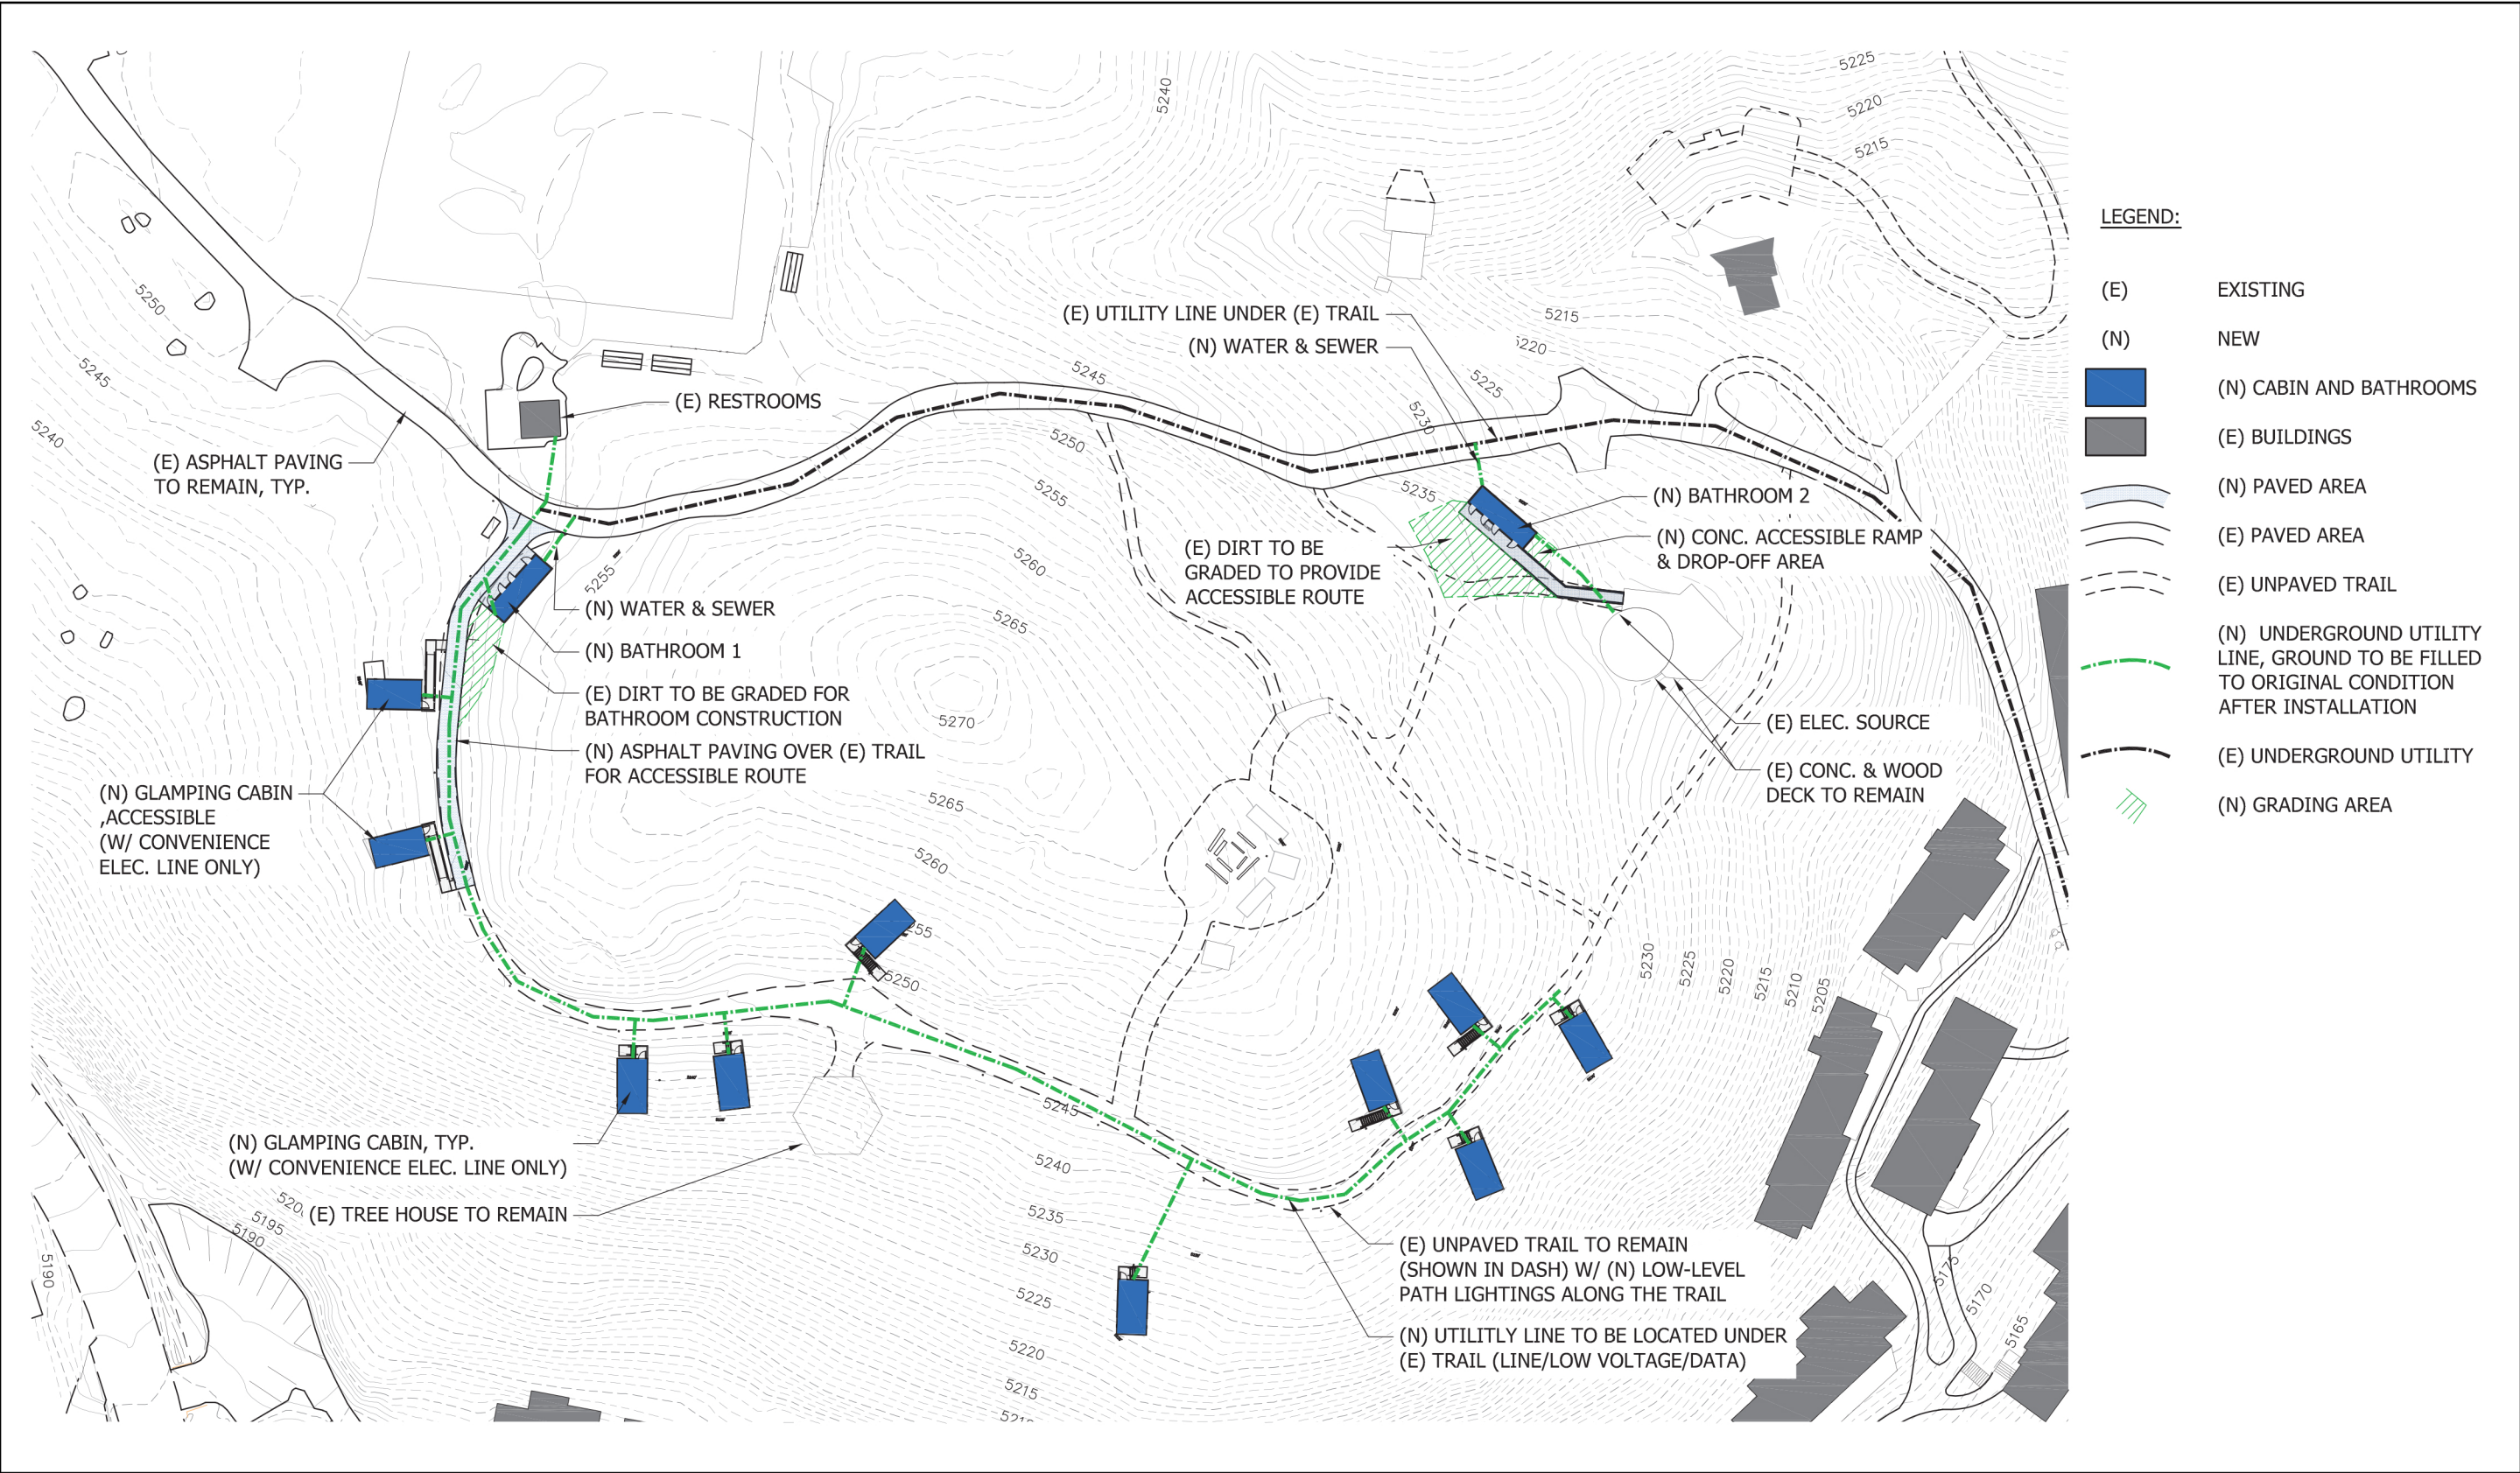 5240
5225
5220
5215
5250
5245
5240
(E) UTILITY LINE UNDER (E) TRAIL
(N) WATER & SEWER
5215
5220
5245
5225
5230
5250
5235
5255
(E) RESTROOMS
(E) ASPHALT PAVING
TO REMAIN, TYP.
(N) BATHROOM 2
(N) CONC. ACCESSIBLE RAMP
& DROP-OFF AREA
(E) DIRT TO BE
GRADED TO PROVIDE
ACCESSIBLE ROUTE
5255
5260
5265
5270
5265
5260
255
5250
(N) WATER & SEWER
(N) BATHROOM 1
(E) DIRT TO BE GRADED FOR
BATHROOM CONSTRUCTION
(N) ASPHALT PAVING OVER (E) TRAIL
FOR ACCESSIBLE ROUTE
(E) ELEC. SOURCE
(E) CONC. & WOOD
DECK TO REMAIN
(N) GLAMPING CABIN
,ACCESSIBLE
(W/ CONVENIENCE
ELEC. LINE ONLY)
5230
5225
5220
5215
5210
5205
(N) GLAMPING CABIN, TYP.
(W/ CONVENIENCE ELEC. LINE ONLY)
(E) TREE HOUSE TO REMAIN
520
5195
5190
5190
5245
5240
5235
5230
5225
5220
5215
(E) UNPAVED TRAIL TO REMAIN
(SHOWN IN DASH) W/ (N) LOW-LEVEL
PATH LIGHTINGS ALONG THE TRAIL
(N) UTILITLY LINE TO BE LOCATED UNDER
(E) TRAIL (LINE/LOW VOLTAGE/DATA)
5175
5170
5165
LEGEND:
(E) EXISTING
(N) NEW
(N) CABIN AND BATHROOMS
(E) BUILDINGS
(N) PAVED AREA
(E) PAVED AREA
(E) UNPAVED TRAIL
(N) UNDERGROUND UTILITY
LINE, GROUND TO BE FILLED
TO ORIGINAL CONDITION
AFTER INSTALLATION
(E) UNDERGROUND UTILITY
(N) GRADING AREA